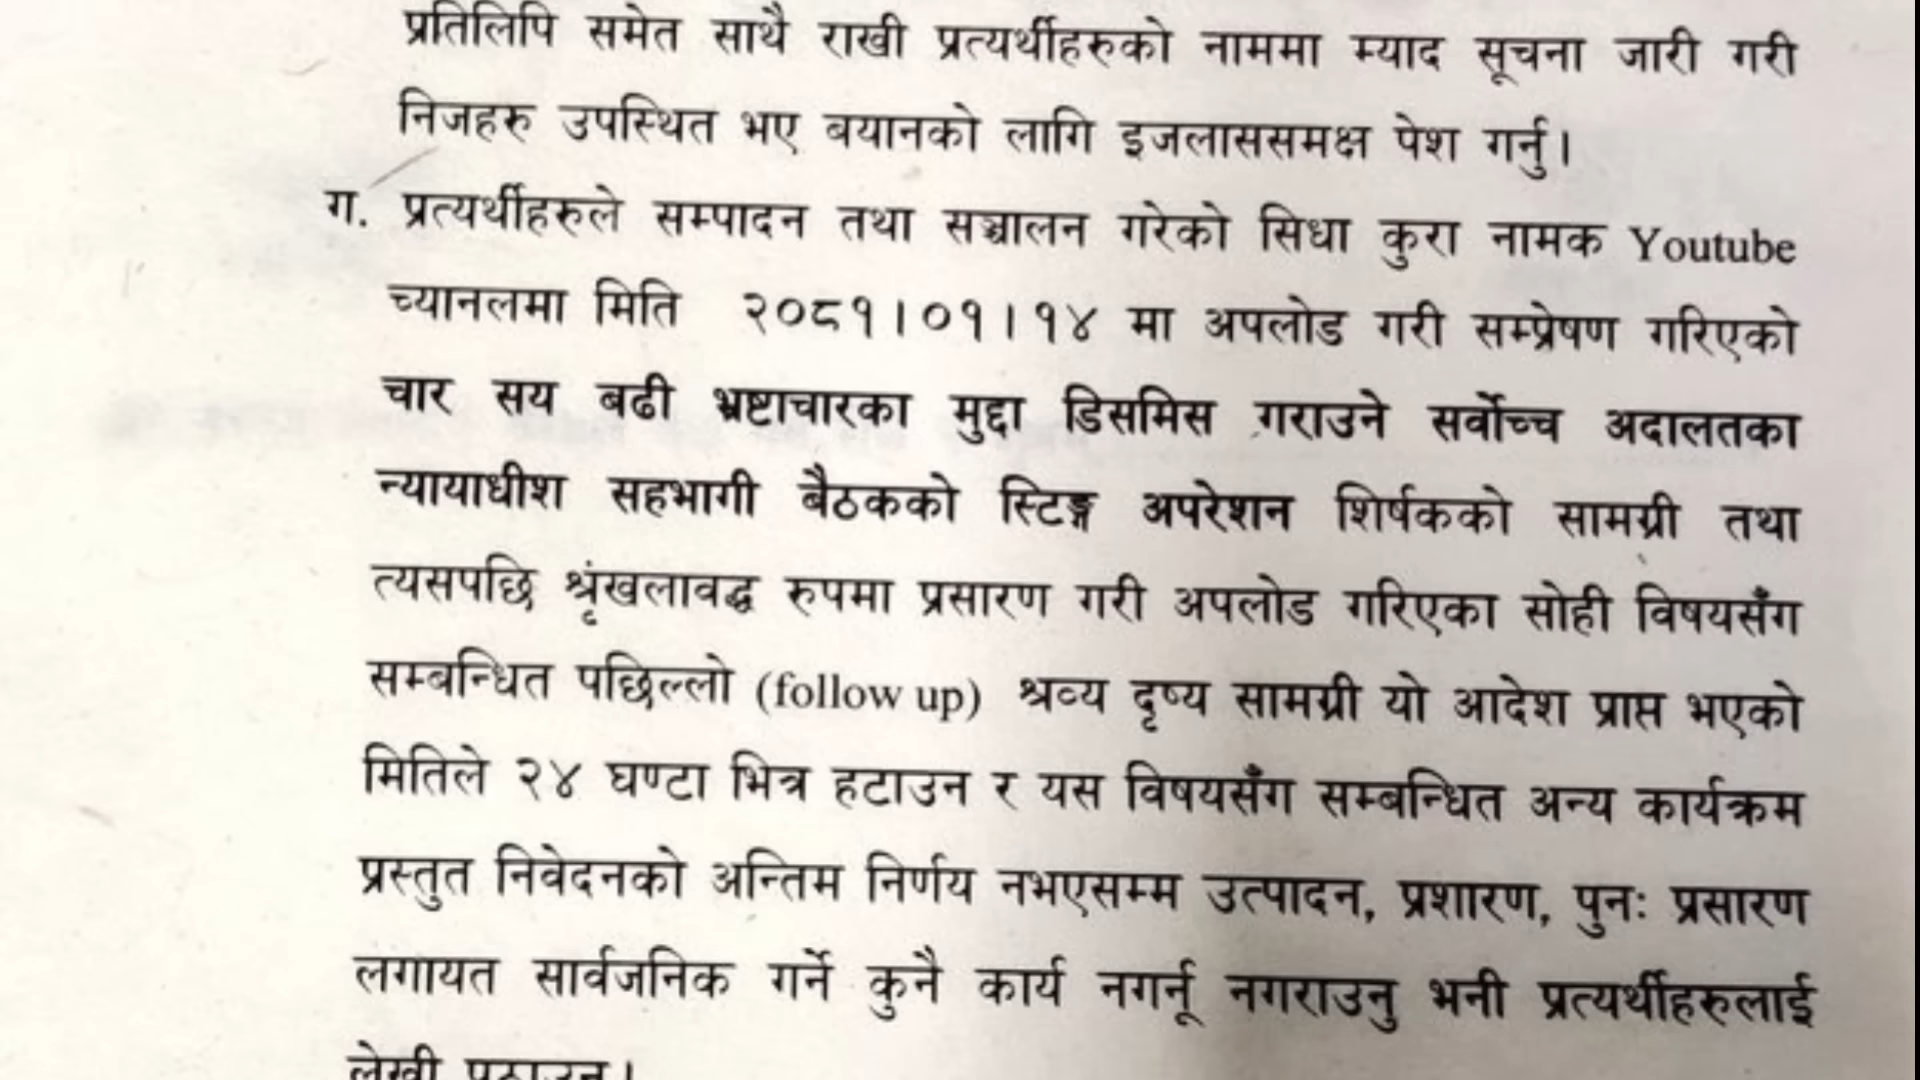 प्रतिलिपि समेत साथै राखी प्रत्यर्थीहरुको नाममा म्याद सूचना जारी गरी
निजहरु उपस्थित भए बयानको लागि इजलाससमक्ष पेश गर्नु।
ग. प्रत्यर्थीहरुले सम्पादन तथा सञ्चालन गरेको सिधा कुरा नामक Youtube
च्यानलमा मिति २०८१।०१।१४ मा अपलोड गरी सम्प्रेषण गरिएको
चार सय बढी भ्रष्टाचारका मुद्दा डिसमिस गराउने सर्वोच्च अदालतका
न्यायाधीश सहभागी बैठकको स्टिङ्ग अपरेशन शिर्षकको सामग्री तथा
त्यसपछि श्रृंखलावद्ध रुपमा प्रसारण गरी अपलोड गरिएका सोही विषयसँग
सम्बन्धित पछिल्लो (follow up) श्रव्य दृष्य सामग्री यो आदेश प्राप्त भएको
मितिले २४ घण्टा भित्र हटाउन र यस विषयसँग सम्बन्धित अन्य कार्यक्रम
प्रस्तुत निवेदनको अन्तिम निर्णय नभएसम्म उत्पादन, प्रशारण, पुनः प्रसारण
लगायत सार्वजनिक गर्ने कुनै कार्य नगर्नू नगराउनु भनी प्रत्यर्थीहरुलाई
लेखी पठाउनु।